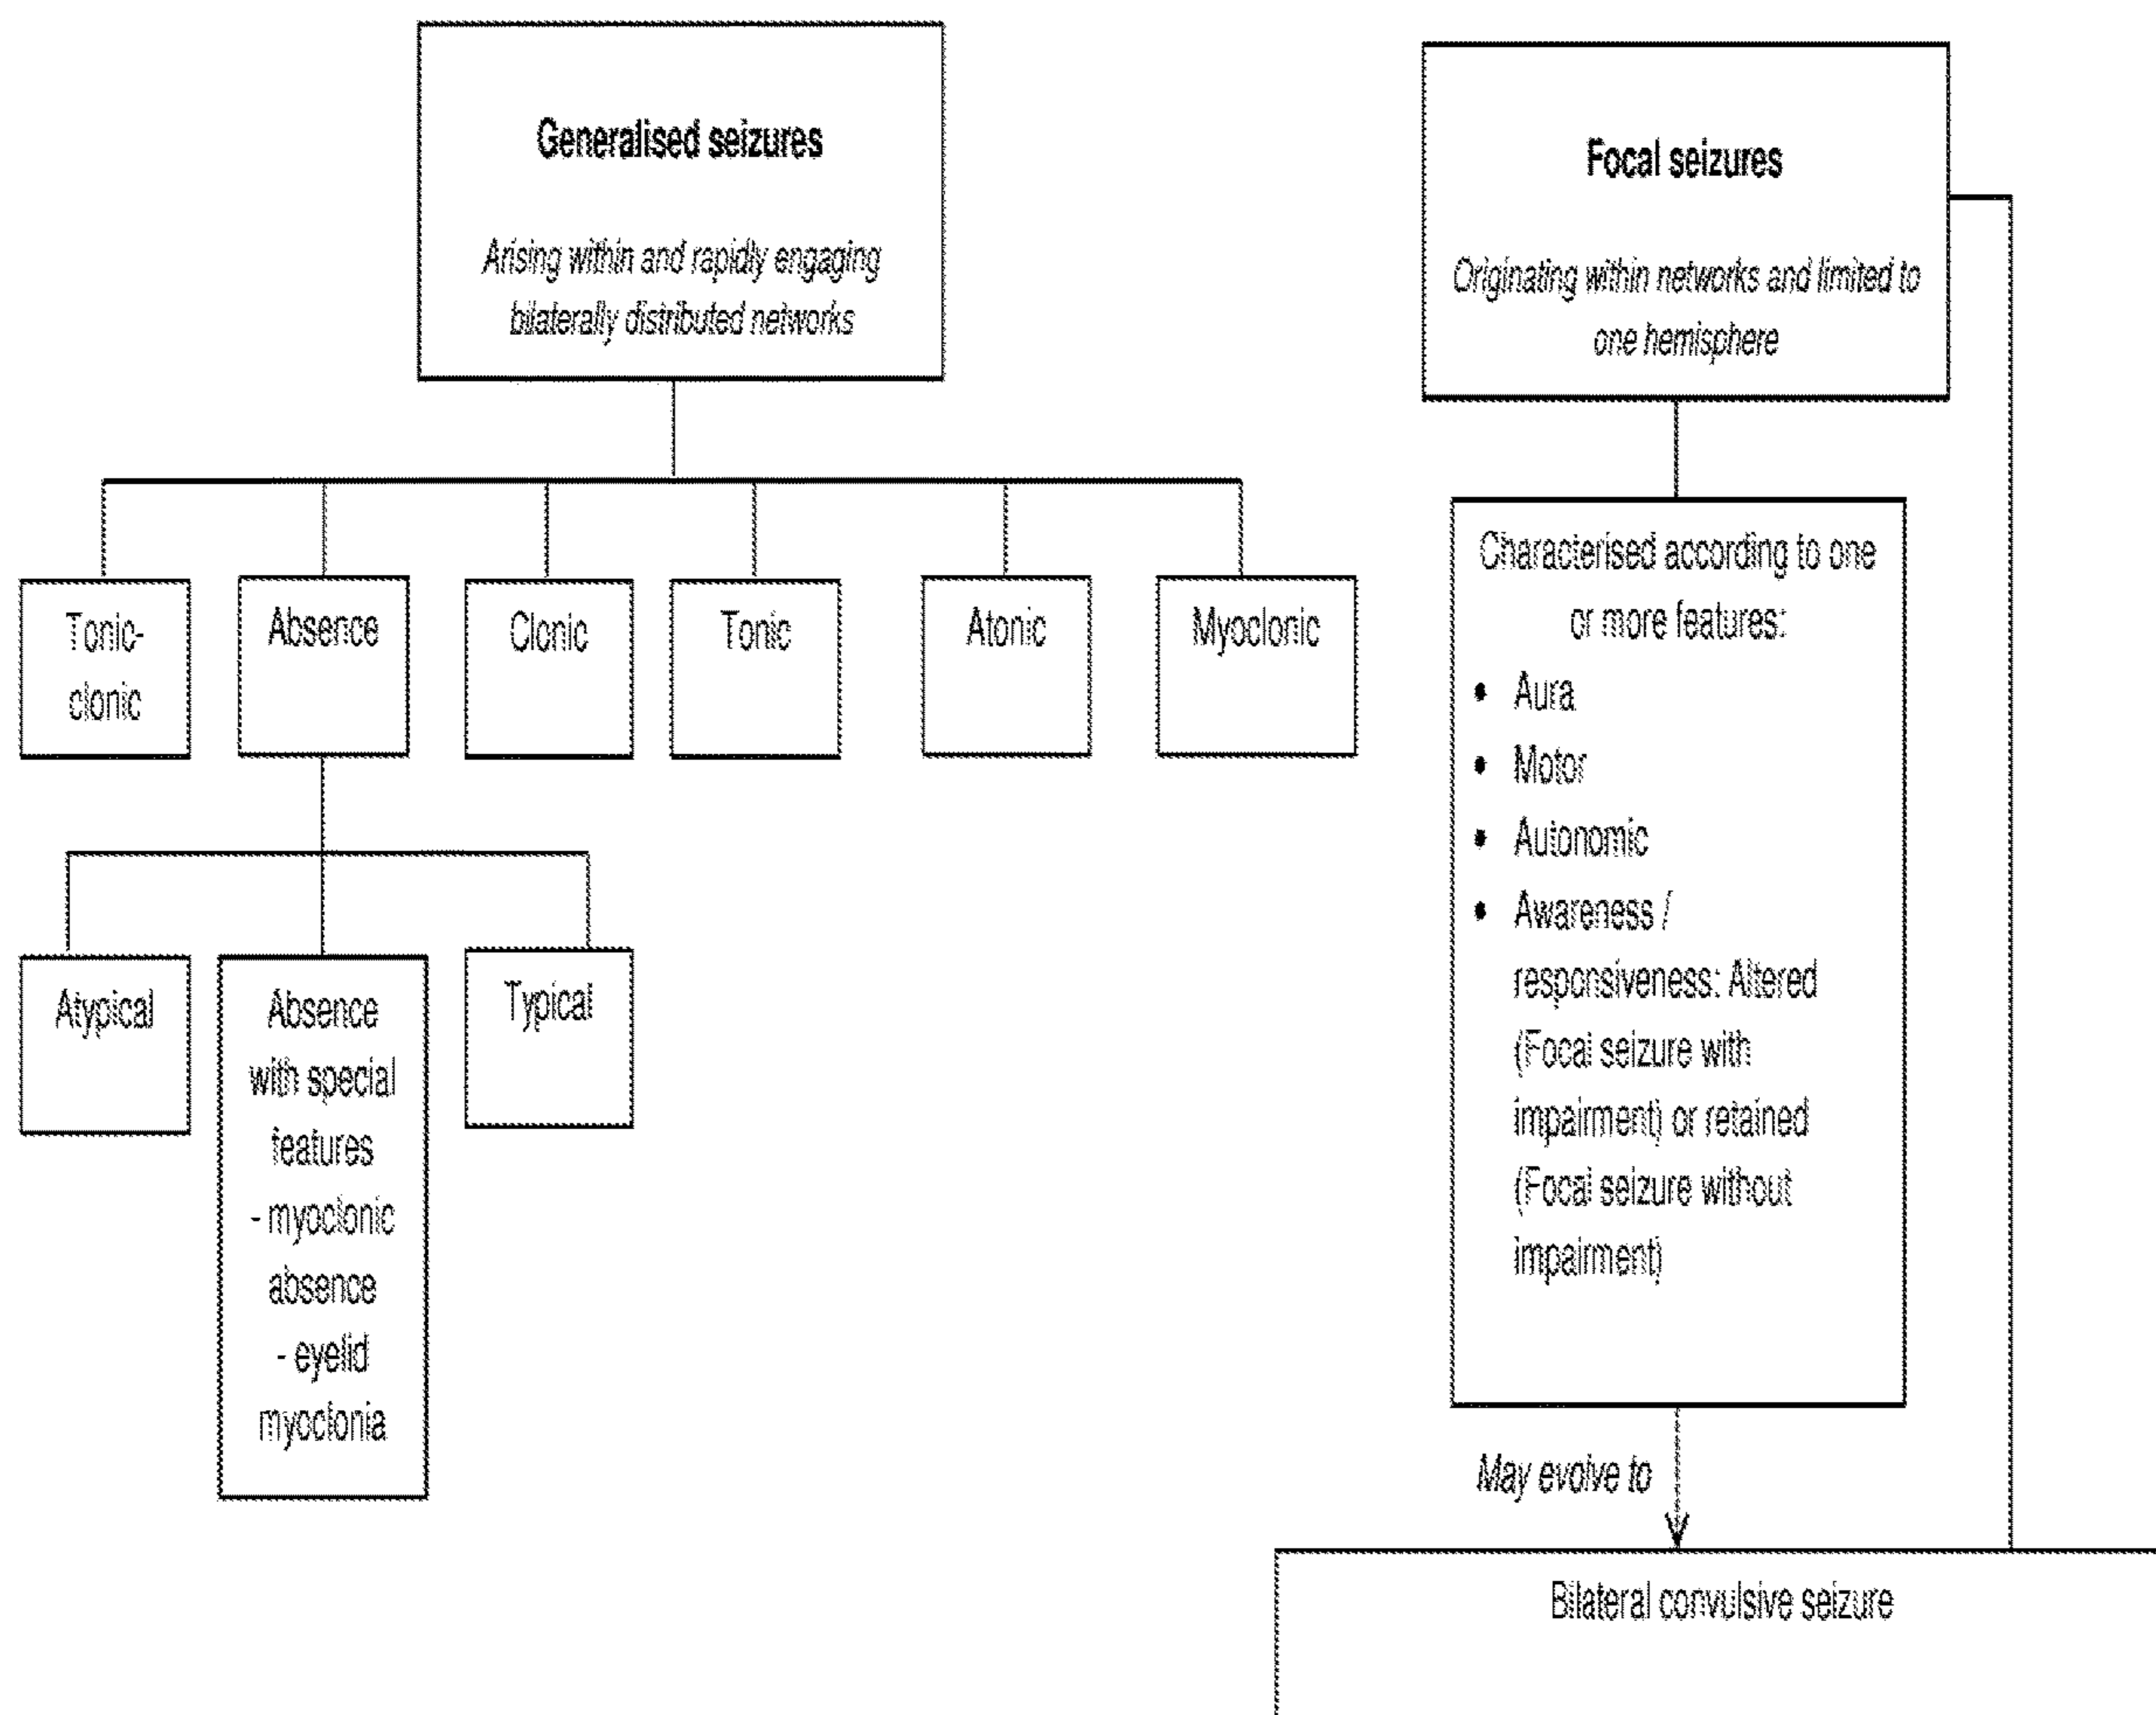 Generalised seizures
Arising within and rapidly engaging
bilaterally distributed networks
Tonic-
clonic
Absence
Clonic
Tonic
Atonic
Myoclonic
Atypical
Absence
with special
features
- myoclonic
absence
- eyelid
myoclonia
Typical
Focal seizures
Originating within networks and limited to
one hemisphere
Characterised according to one
or more features:
• Aura
• Motor
• Autonomic
• Awareness /
responsiveness: Altered
(Focal seizure with
impairment) or retained
(Focal seizure without
impairment)
May evolve to
Bilateral convulsive seizure